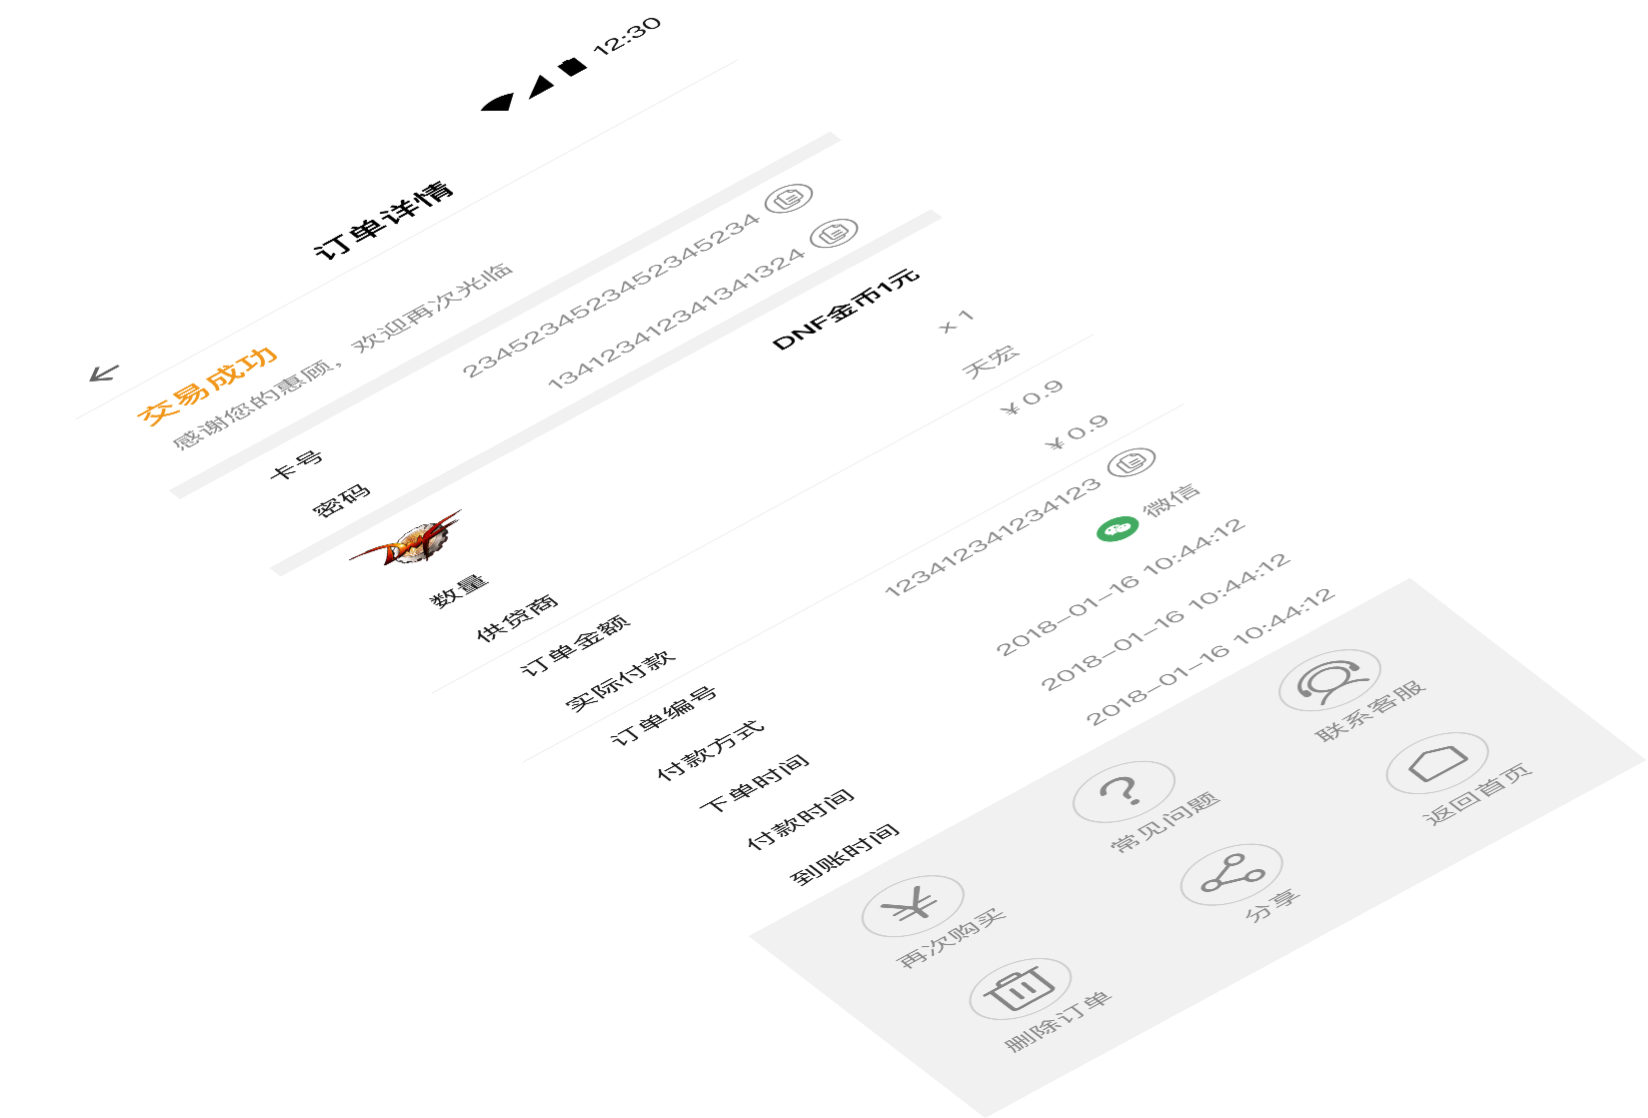 12:30
订单详情
交易成功
感谢您的惠顾，欢迎再次光临
卡号 23452345234523452345234
密码 1341234123413413241324
DNF金币1元
数量 × 1
供货商 天宏
订单金额 ¥ 0.9
实际付款 ¥ 0.9
订单编号 1234123412341234123
付款方式 微信
下单时间 2018-01-16 10:44:12
付款时间 2018-01-16 10:44:12
到账时间 2018-01-16 10:44:12
再次购买 常见问题 联系客服
删除订单 分享 返回首页